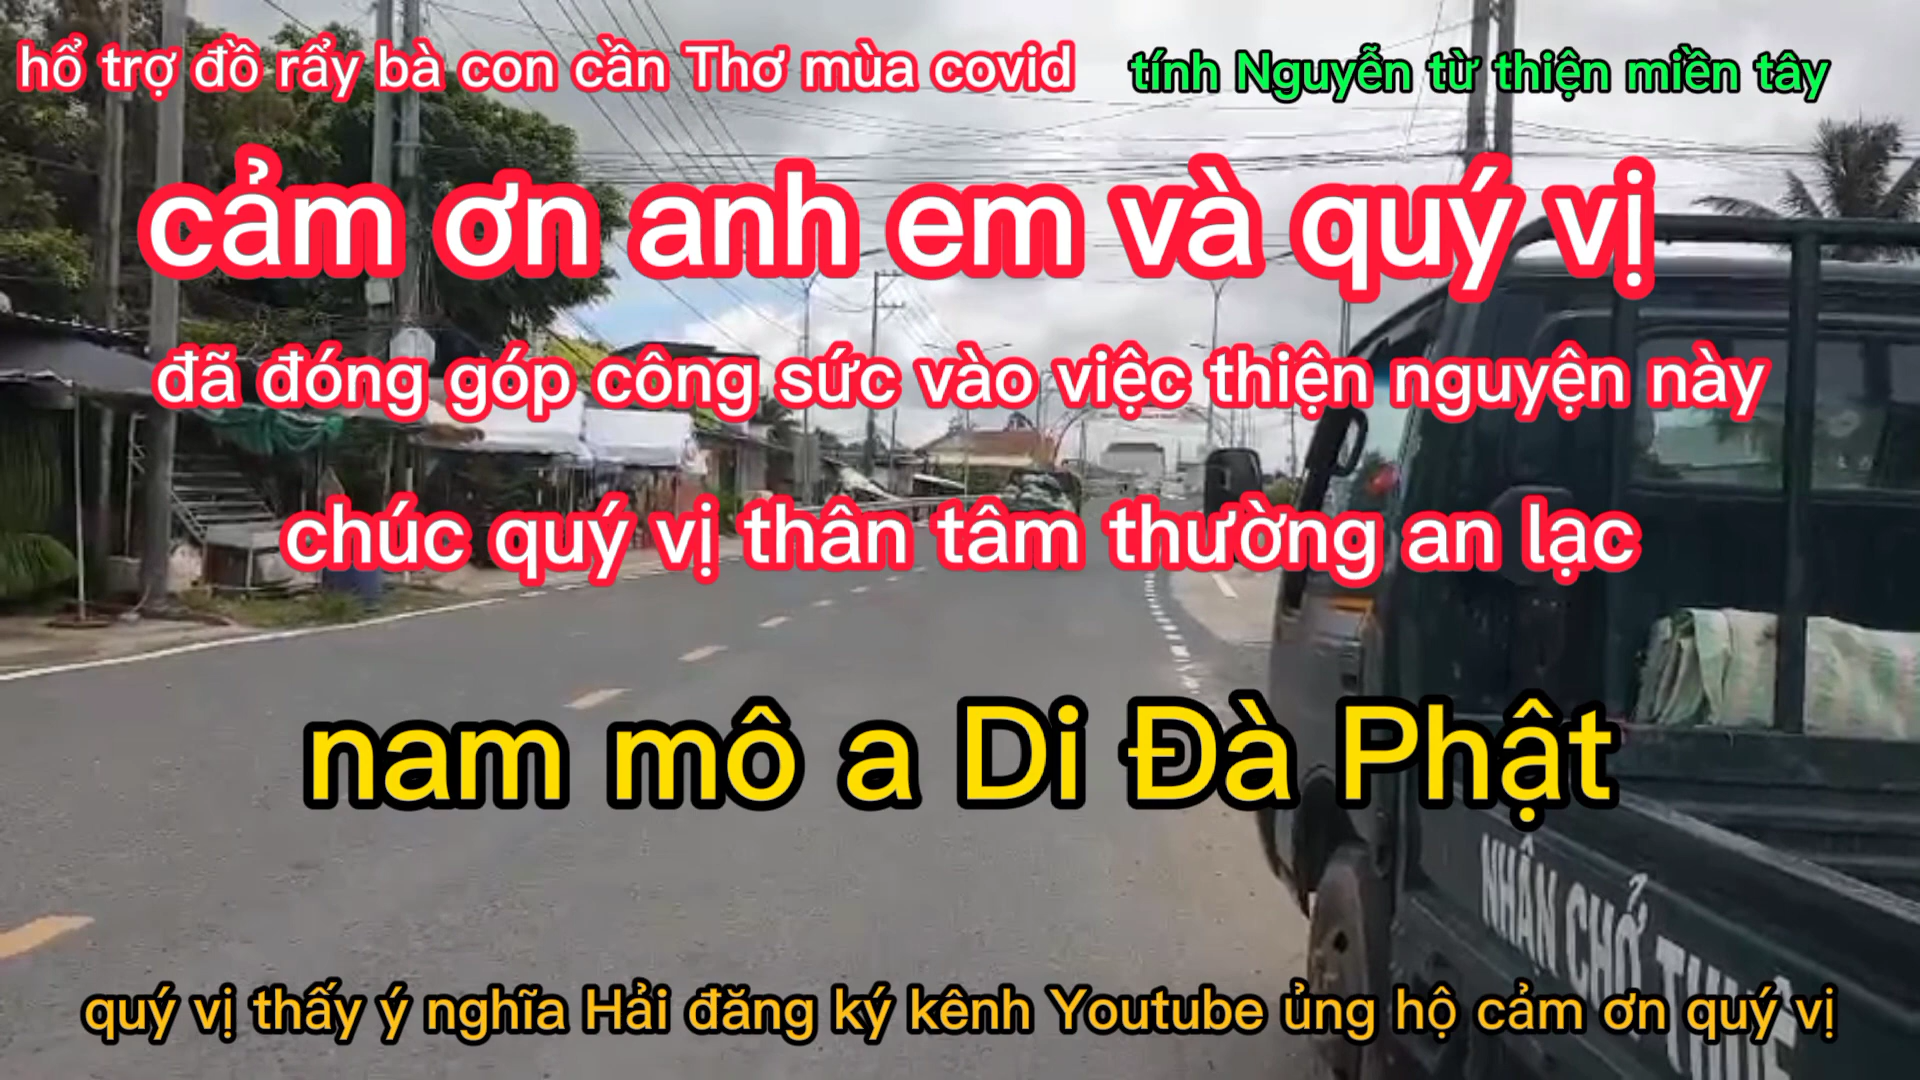 hổ trợ đồ rẩy bà con cần Thơ mùa covid
tính Nguyễn từ thiện miền tây
cảm ơn anh em và quý vị
đã đóng góp công sức vào việc thiện nguyện này
chúc quý vị thân tâm thường an lạc
nam mô a Di Đà Phật
NHẬN CHỞ THUÊ
quý vị thấy ý nghĩa Hải đăng ký kênh Youtube ủng hộ cảm ơn quý vị